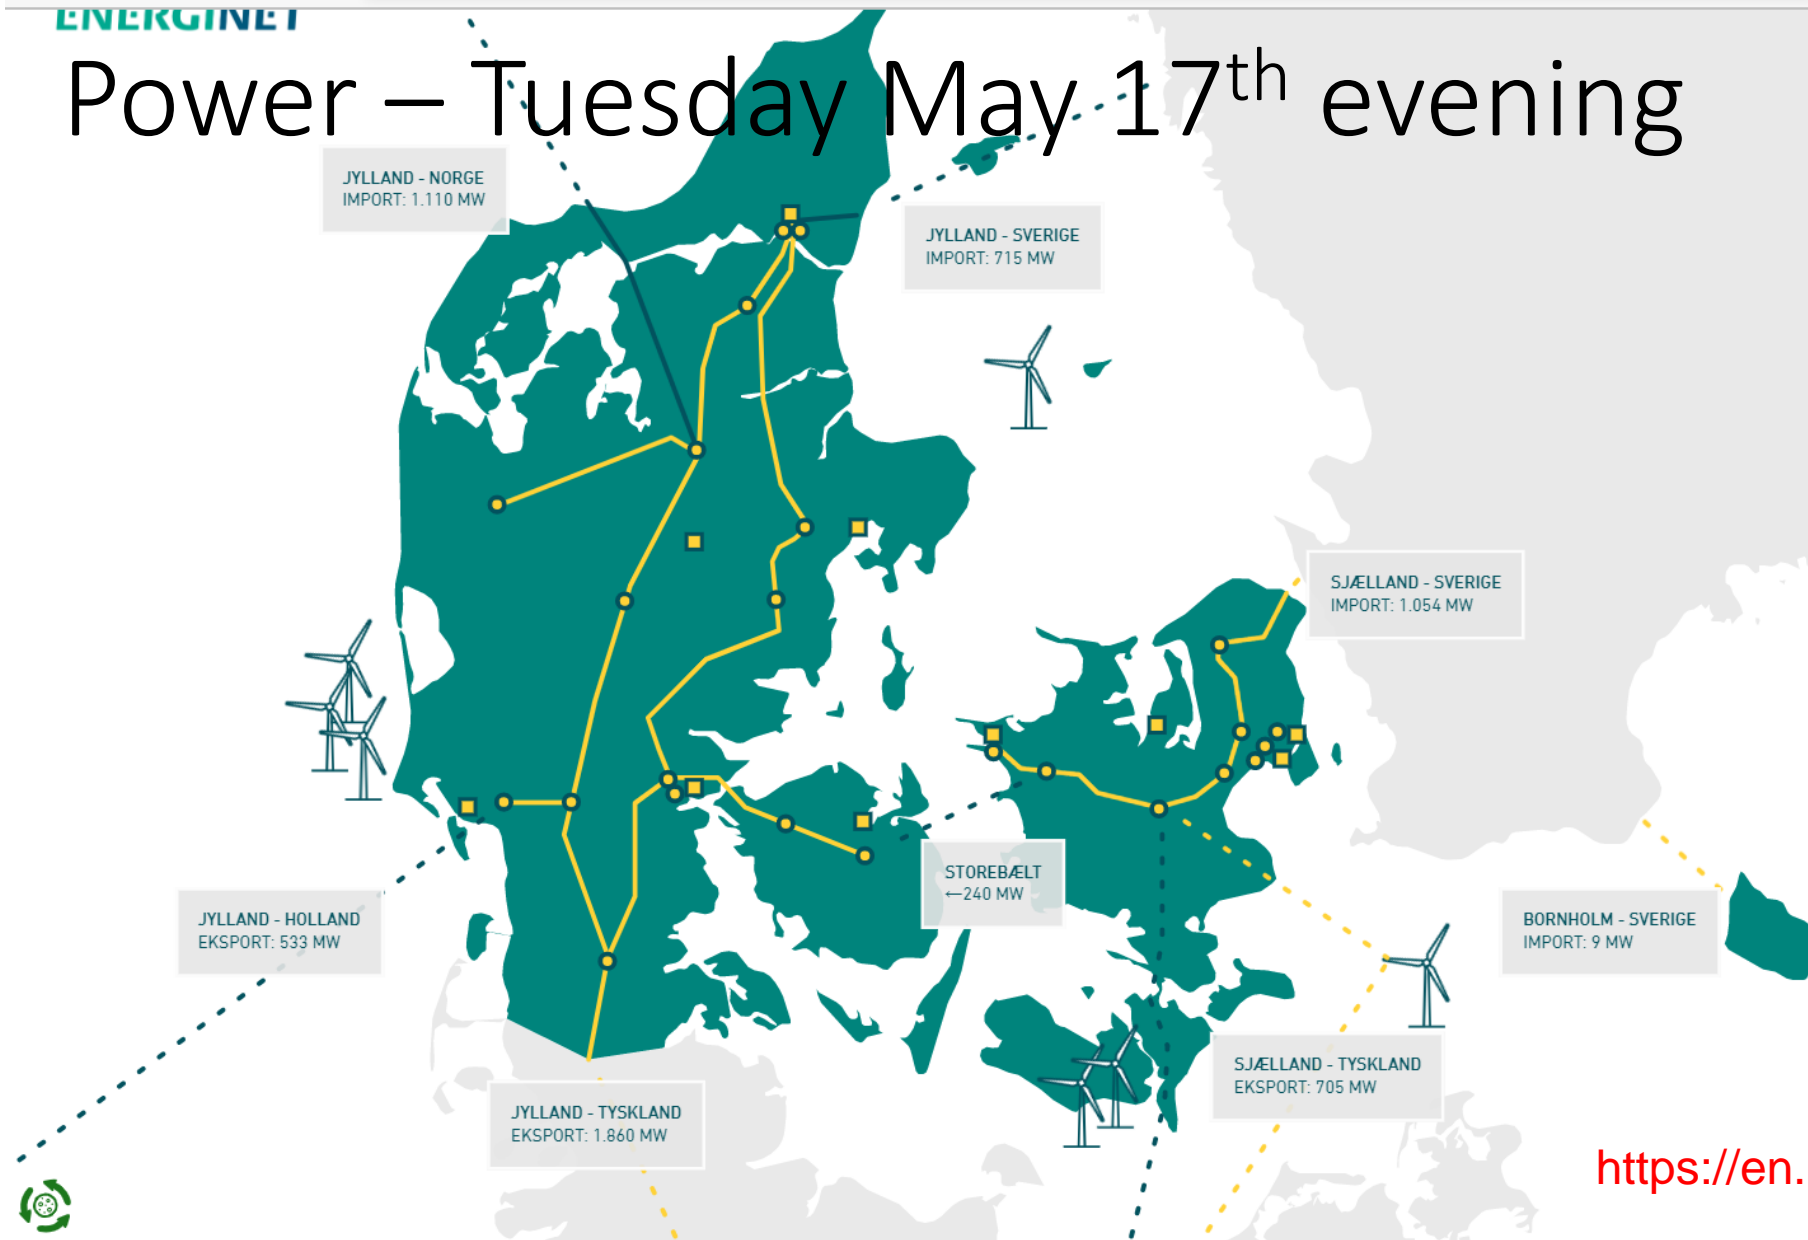 ENERGINET
Power – Tuesday May 17th evening
JYLLAND - NORGE
IMPORT: 1.110 MW
JYLLAND - SVERIGE
IMPORT: 715 MW
SJÆLLAND - SVERIGE
IMPORT: 1.054 MW
STOREBÆLT
←240 MW
JYLLAND - HOLLAND
EKSPORT: 533 MW
BORNHOLM - SVERIGE
IMPORT: 9 MW
SJÆLLAND - TYSKLAND
EKSPORT: 705 MW
JYLLAND - TYSKLAND
EKSPORT: 1.860 MW
https://en.